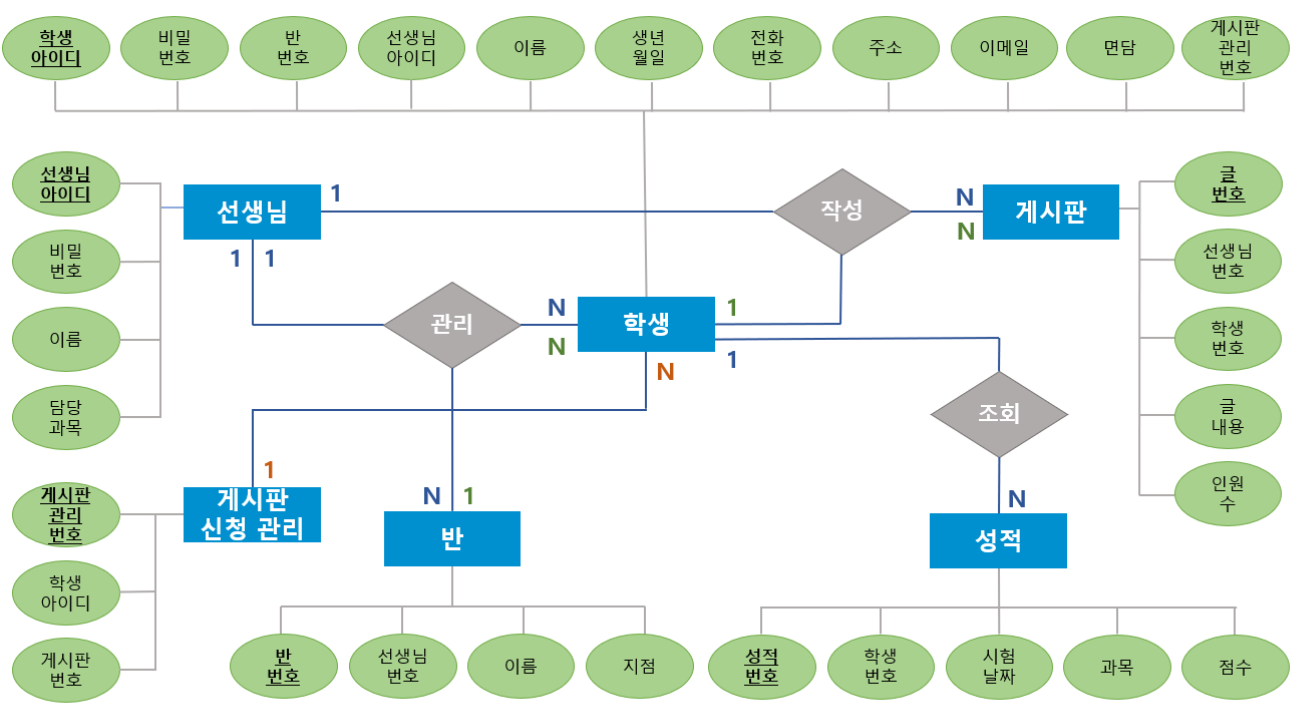 학생
아이디
비밀
번호
반
번호
선생님
아이디
이름
생년
월일
전화
번호
주소
이메일
면담
게시판
관리
번호
선생님
아이디
비밀
번호
이름
담당
과목
선생님
1
1
1
작성
N
N
게시판
글
번호
선생님
번호
학생
번호
글
내용
인원
수
관리
N
N
학생
1
1
N
조회
게시판
관리
번호
학생
아이디
게시판
번호
1
게시판
신청 관리
N
1
반
N
성적
반
번호
선생님
번호
이름
지점
성적
번호
학생
번호
시험
날짜
과목
점수